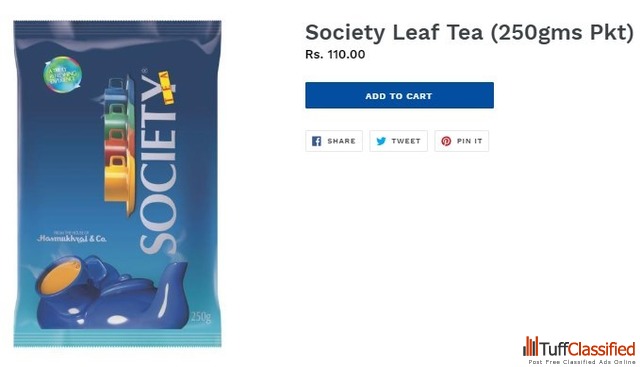 Society Leaf Tea (250gms Pkt)
Rs. 110.00
ADD TO CART
SHARE
TWEET
PIN IT
SOCIETY®
TEA
FROM THE HOUSE OF
Hasmukhrai & Co.
250g
TuffClassified
Post Free Classified Ads Online